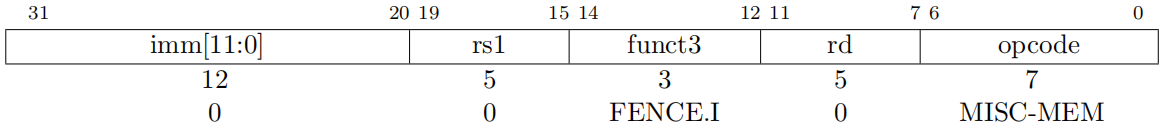 31 20 19 15 14 12 11 7 6 0
imm[11:0] rs1 funct3 rd opcode
12 5 3 5 7
0 0 FENCE.I 0 MISC-MEM